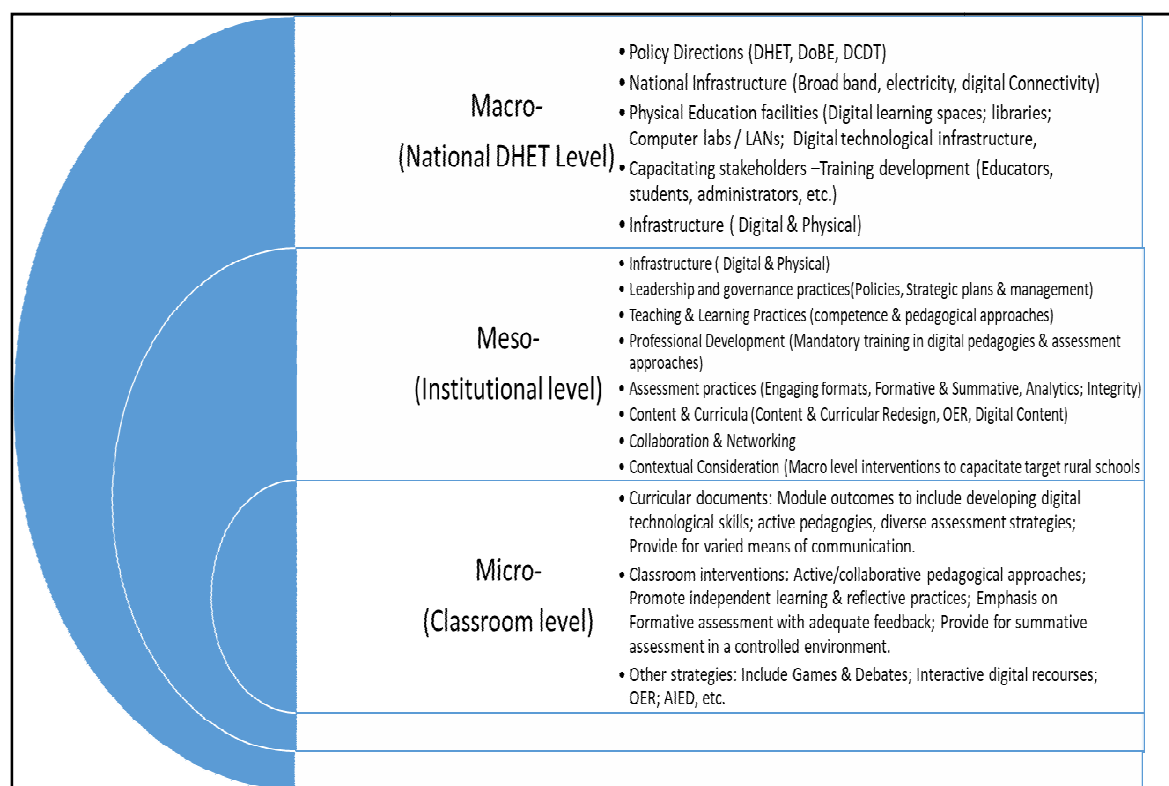 Macro-
(National DHET Level)
• Policy Directions (DHET, DoBE, DCDT)
• National Infrastructure (Broad band, electricity, digital Connectivity)
• Physical Education facilities (Digital learning spaces; libraries;
Computer labs / LANs; Digital technological infrastructure,
• Capacitating stakeholders –Training development (Educators,
students, administrators, etc.)
• Infrastructure ( Digital & Physical)
Meso-
(Institutional level)
• Infrastructure ( Digital & Physical)
• Leadership and governance practices(Policies, Strategic plans & management)
• Teaching & Learning Practices (competence & pedagogical approaches)
• Professional Development (Mandatory training in digital pedagogies & assessment
approaches)
• Assessment practices (Engaging formats, Formative & Summative, Analytics; Integrity)
• Content & Curricula (Content & Curricular Redesign, OER, Digital Content)
• Collaboration & Networking
• Contextual Consideration (Macro level interventions to capacitate target rural schools
Micro-
(Classroom level)
• Curricular documents: Module outcomes to include developing digital
technological skills; active pedagogies, diverse assessment strategies;
Provide for varied means of communication.
• Classroom interventions: Active/collaborative pedagogical approaches;
Promote independent learning & reflective practices; Emphasis on
Formative assessment with adequate feedback; Provide for summative
assessment in a controlled environment.
• Other strategies: Include Games & Debates; Interactive digital recourses;
OER; AIED, etc.